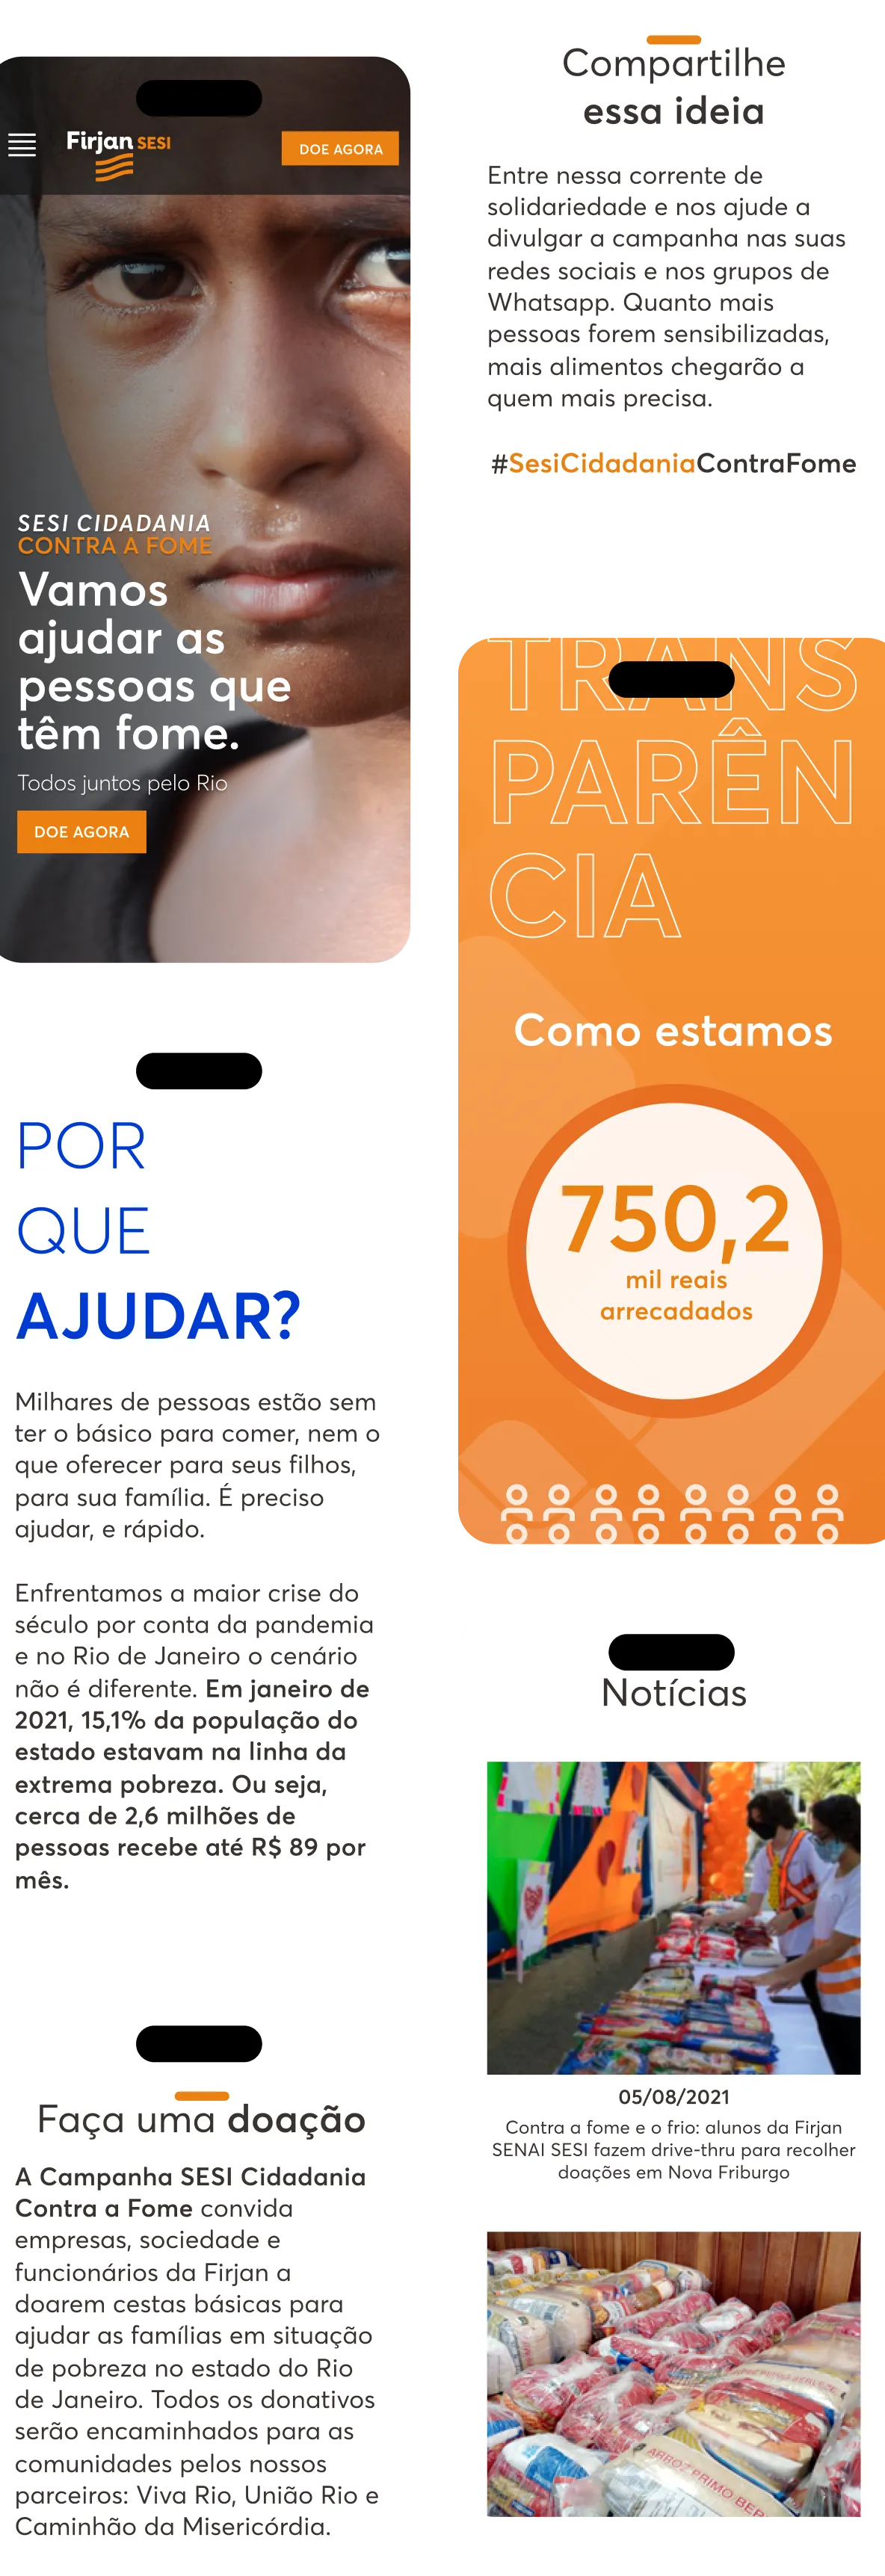 Firjan SESI
DOE AGORA
SESI CIDADANIA
CONTRA A FOME
Vamos
ajudar as
pessoas que
têm fome.
Todos juntos pelo Rio
DOE AGORA
POR
QUE
AJUDAR?
Milhares de pessoas estão sem
ter o básico para comer, nem o
que oferecer para seus filhos,
para sua família. É preciso
ajudar, e rápido.
Enfrentamos a maior crise do
século por conta da pandemia
e no Rio de Janeiro o cenário
não é diferente. Em janeiro de
2021, 15,1% da população do
estado estavam na linha da
extrema pobreza. Ou seja,
cerca de 2,6 milhões de
pessoas recebe até R$ 89 por
mês.
Faça uma doação
A Campanha SESI Cidadania
Contra a Fome convida
empresas, sociedade e
funcionários da Firjan a
doarem cestas básicas para
ajudar as famílias em situação
de pobreza no estado do Rio
de Janeiro. Todos os donativos
serão encaminhados para as
comunidades pelos nossos
parceiros: Viva Rio, União Rio e
Caminhão da Misericórdia.
Compartilhe
essa ideia
Entre nessa corrente de
solidariedade e nos ajude a
divulgar a campanha nas suas
redes sociais e nos grupos de
Whatsapp. Quanto mais
pessoas forem sensibilizadas,
mais alimentos chegarão a
quem mais precisa.
#SesiCidadaniaContraFome
TRANS
PARÊN
CIA
Como estamos
750,2
mil reais
arrecadados
Notícias
05/08/2021
Contra a fome e o frio: alunos da Firjan
SENAI SESI fazem drive-thru para recolher
doações em Nova Friburgo
ARROZ PRIMO